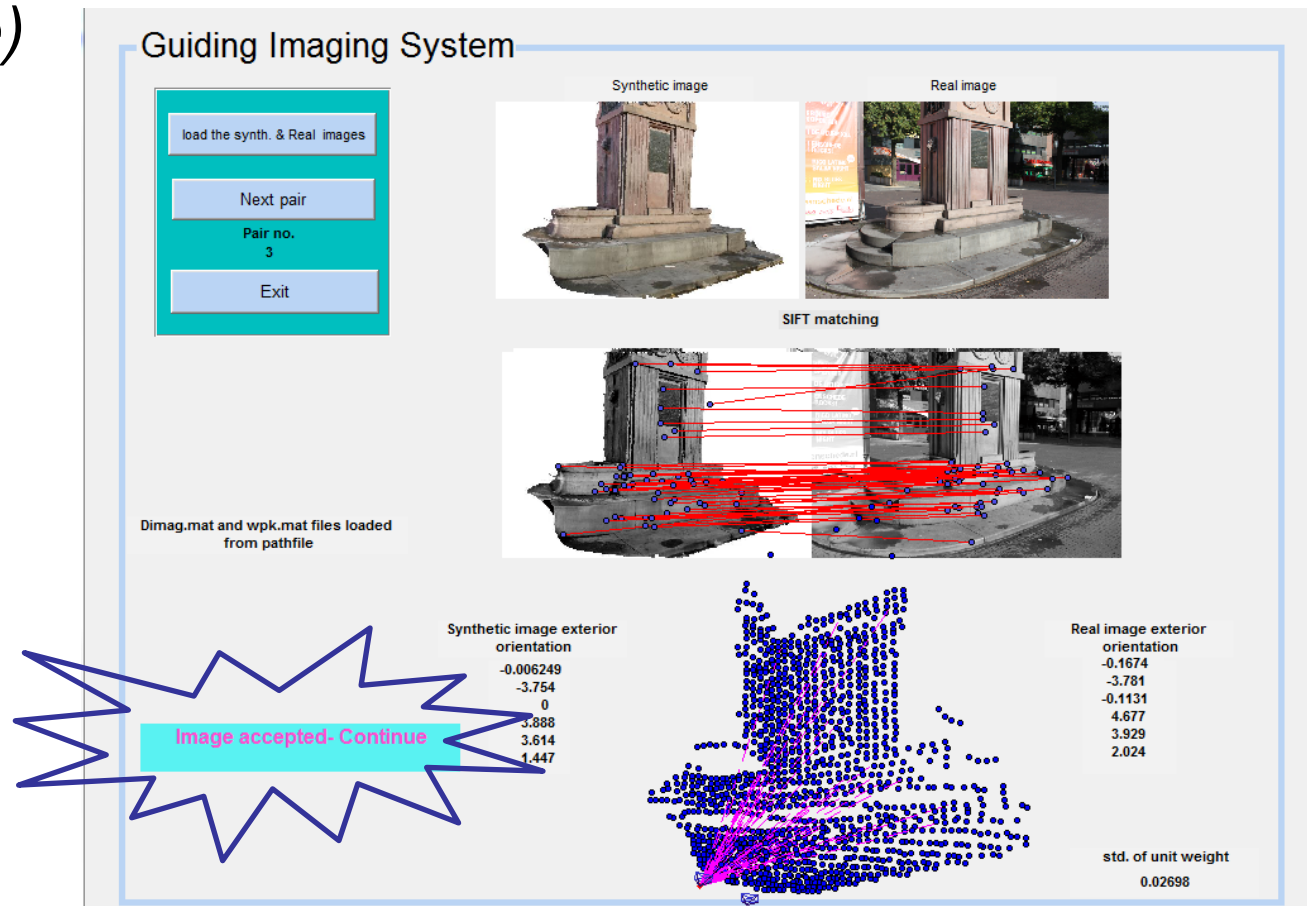 )
Guiding Imaging System
load the synth. & Real images
Next pair
Pair no.
3
Exit
Synthetic image
Real image
SIFT matching
Dimag.mat and wpk.mat files loaded
from pathfile
Image accepted- Continue
Synthetic image exterior
orientation
-0.006249
-3.754
0
3.888
3.614
1.447
Real image exterior
orientation
-0.1674
-3.781
-0.1131
4.677
3.929
2.024
std. of unit weight
0.02698